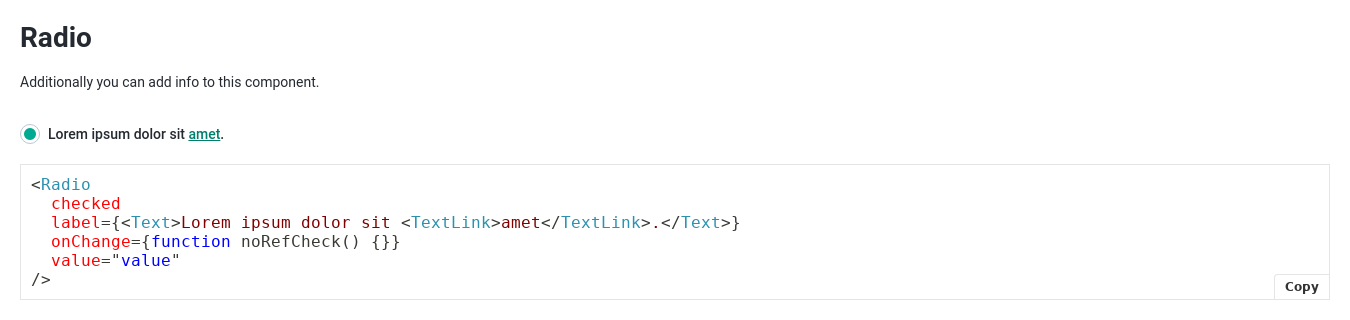 Radio
Additionally you can add info to this component.
Lorem ipsum dolor sit amet.
<Radio
  checked
  label={<Text>Lorem ipsum dolor sit <TextLink>amet</TextLink>.</Text>}
  onChange={function noRefCheck() {}}
  value="value"
/>
Copy